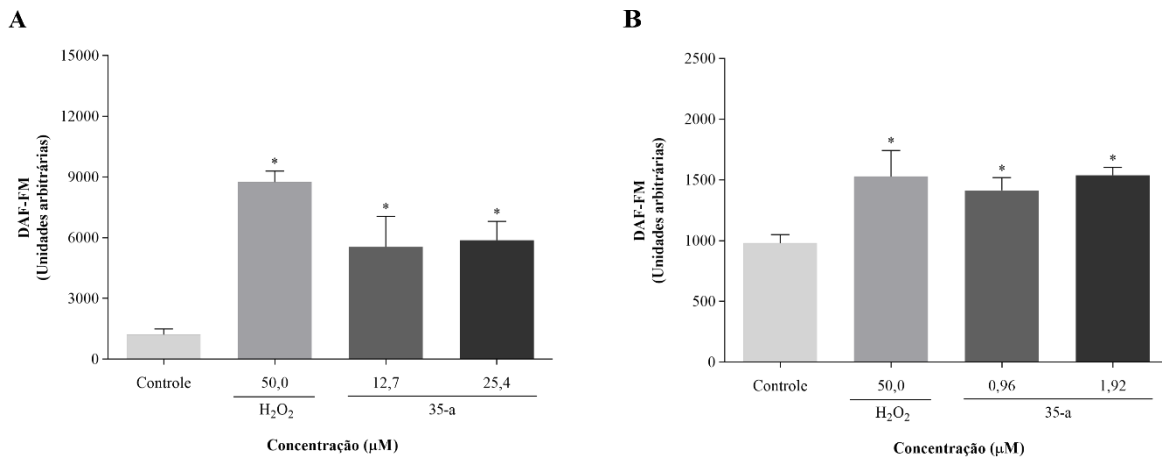 A
DAF-FM
(Unidades arbitrárias)
15000
12000
9000
6000
3000
0
*
*
*
Controle
50,0
12,7
25,4
H₂O₂
35-a
Concentração (µM)
B
DAF-FM
(Unidades arbitrárias)
2500
2000
1500
1000
500
0
*
*
*
Controle
50,0
0,96
1,92
H₂O₂
35-a
Concentração (µM)